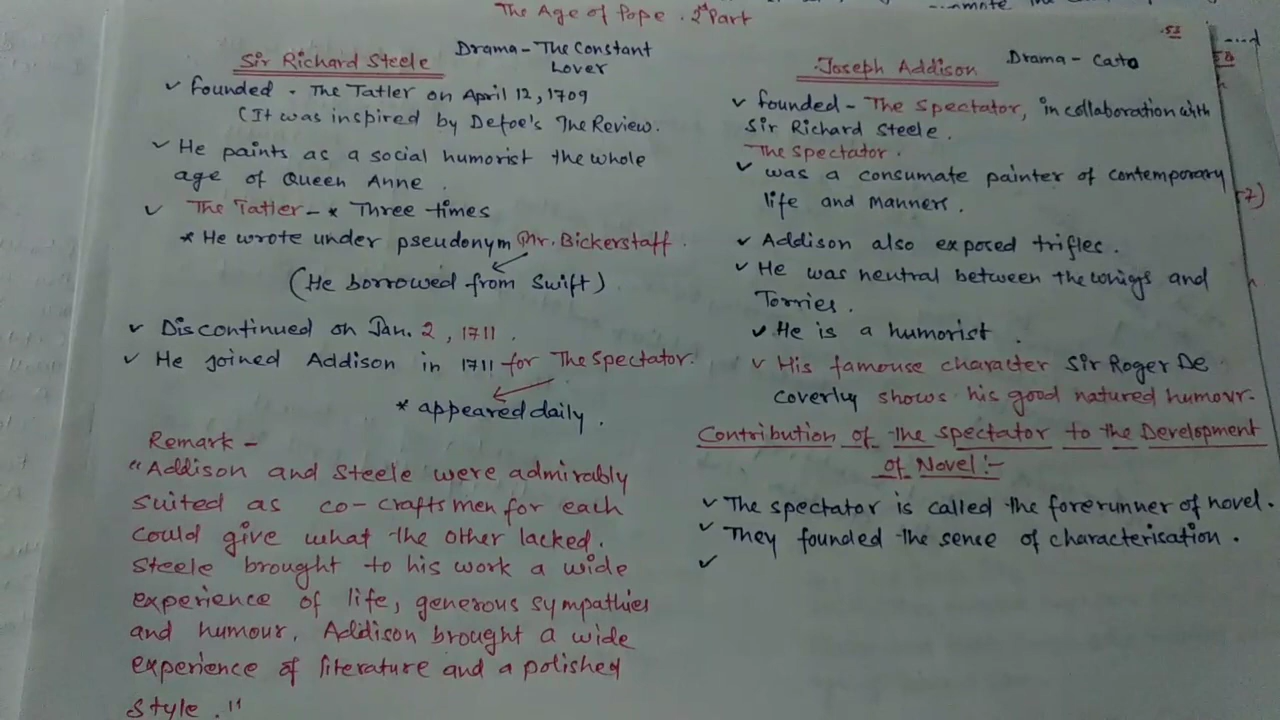 The Age of Pope. 2nd Part
Sir Richard Steele
Drama - The Constant
Lover
✓ founded - The Tatler on April 12, 1709
(It was inspired by Defoe's The Review.
✓ He paints as a social humorist the whole
age of Queen Anne.
✓ The Tatler - * Three times
* He wrote under pseudonym Mr. Bickerstaff.
(He borrowed from Swift)
✓ Discontinued on Jan. 2, 1711.
✓ He joined Addison in 1711 for The Spectator.
* appeared daily.
Remark -
"Addison and Steele were admirably
suited as co-craftsmen for each
could give what the other lacked.
Steele brought to his work a wide
experience of life, generous sympathies
and humour. Addison brought a wide
experience of literature and a polished
style."
53
Joseph Addison
Drama - Cato
✓ founded - The Spectator, in collaboration with
Sir Richard Steele.
The Spectator.
✓ was a consumate painter of contemporary
life and manners.
✓ Addison also exposed trifles.
✓ He was neutral between the whigs and
Torries.
✓ He is a humorist.
✓ His famouse character Sir Roger De
Coverly shows his good natured humour.
Contribution of the Spectator to the Development
of Novel :-
✓ The spectator is called the forerunner of novel.
✓ They founded the sense of characterisation.
✓